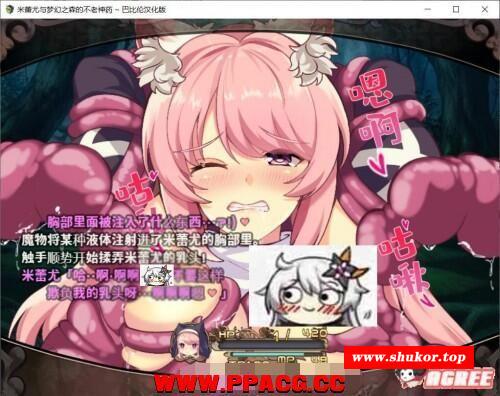 米蕾尤与梦幻之森的不老神药 ~ 巴比伦汉化版
嗯啊
咕
咕啾
胸部里面被注入了什么东西…
魔物将某种液体注射进了米蕾尤的胸部里。
触手顺势开始揉弄米蕾尤的乳头！
米蕾尤「哈‥啊‥啊啊
这样
欺负我的乳头呀‥啊啊啊嗯♥」
HP
/ 420
MP
www.shukor.top
WWW.PPACG.CC
AGREE